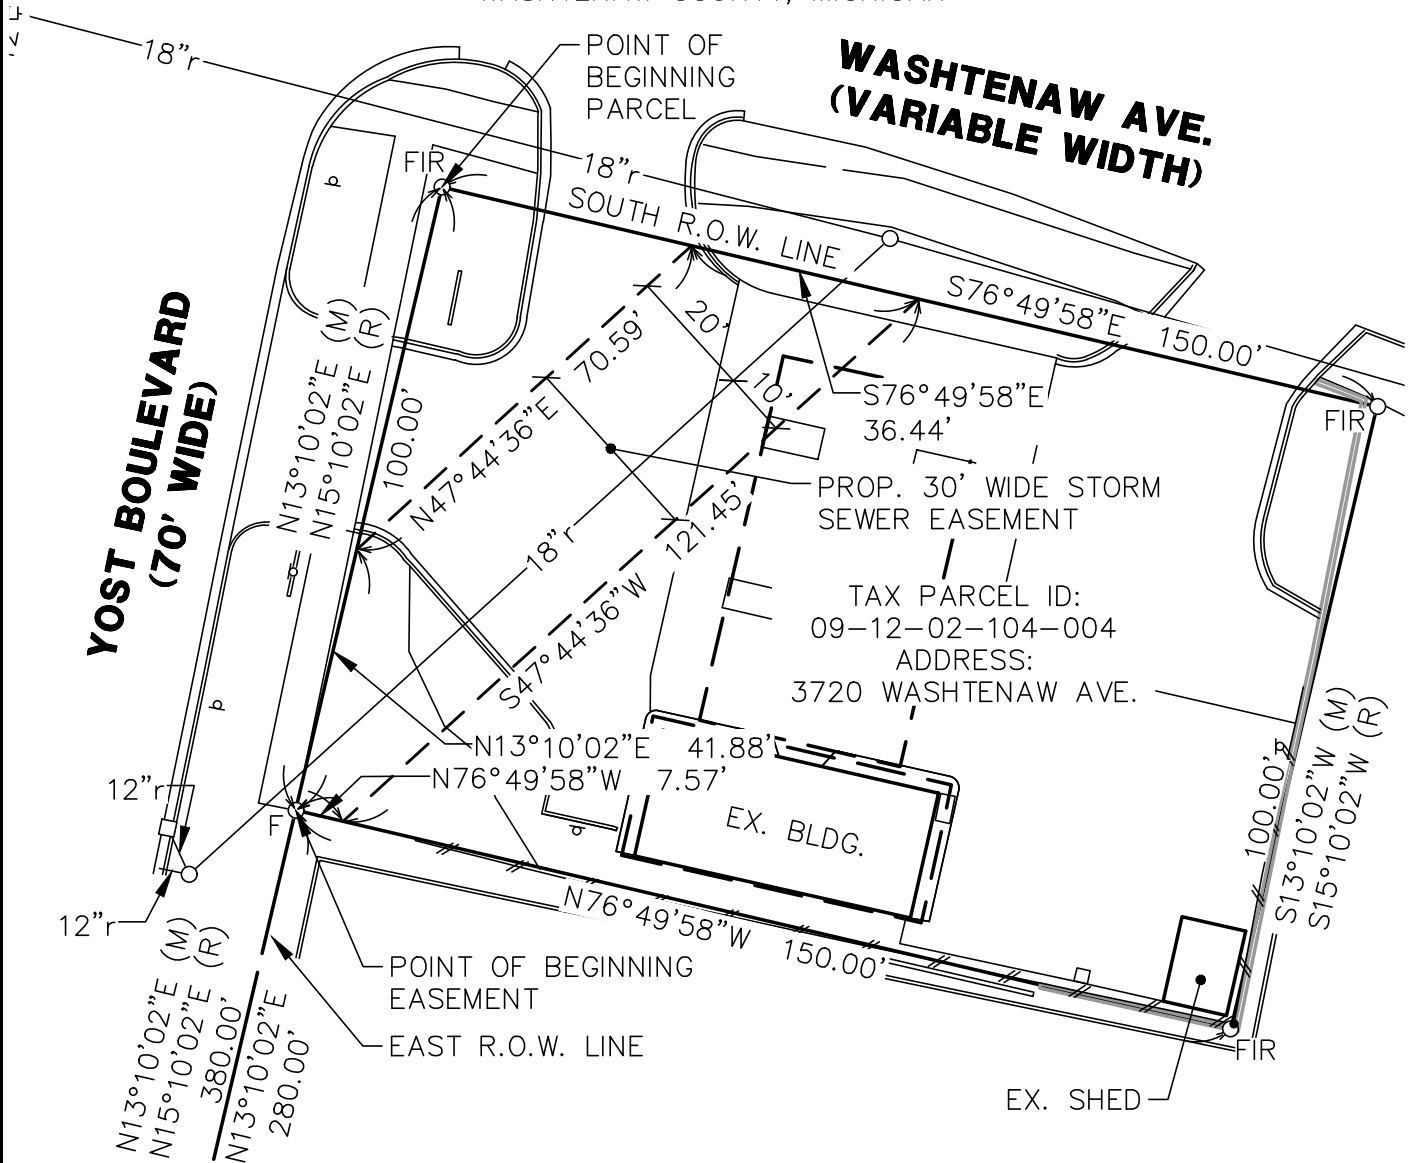 18"r
POINT OF
BEGINNING
PARCEL
WASHTENAW AVE.
(VARIABLE WIDTH)
FIR
18"r
SOUTH R.O.W. LINE
S76°49'58"E 150.00'
YOST BOULEVARD
(70' WIDE)
N13°10'02"E (M)
N15°10'02"E (R)
100.00'
N47°44'36"E 70.59'
20'
10'
S76°49'58"E
36.44'
FIR
PROP. 30' WIDE STORM
SEWER EASEMENT
18"r
S47°44'36"W 121.45'
TAX PARCEL ID:
09-12-02-104-004
ADDRESS:
3720 WASHTENAW AVE.
N13°10'02"E 41.88'
N76°49'58"W 7.57'
12"r
F
EX. BLDG.
100.00'
S13°10'02"W (M)
S15°10'02"W (R)
12"r
N76°49'58"W 150.00'
POINT OF BEGINNING
EASEMENT
EAST R.O.W. LINE
N13°10'02"E (M)
N15°10'02"E (R)
380.00'
N13°10'02"E
280.00'
FIR
EX. SHED